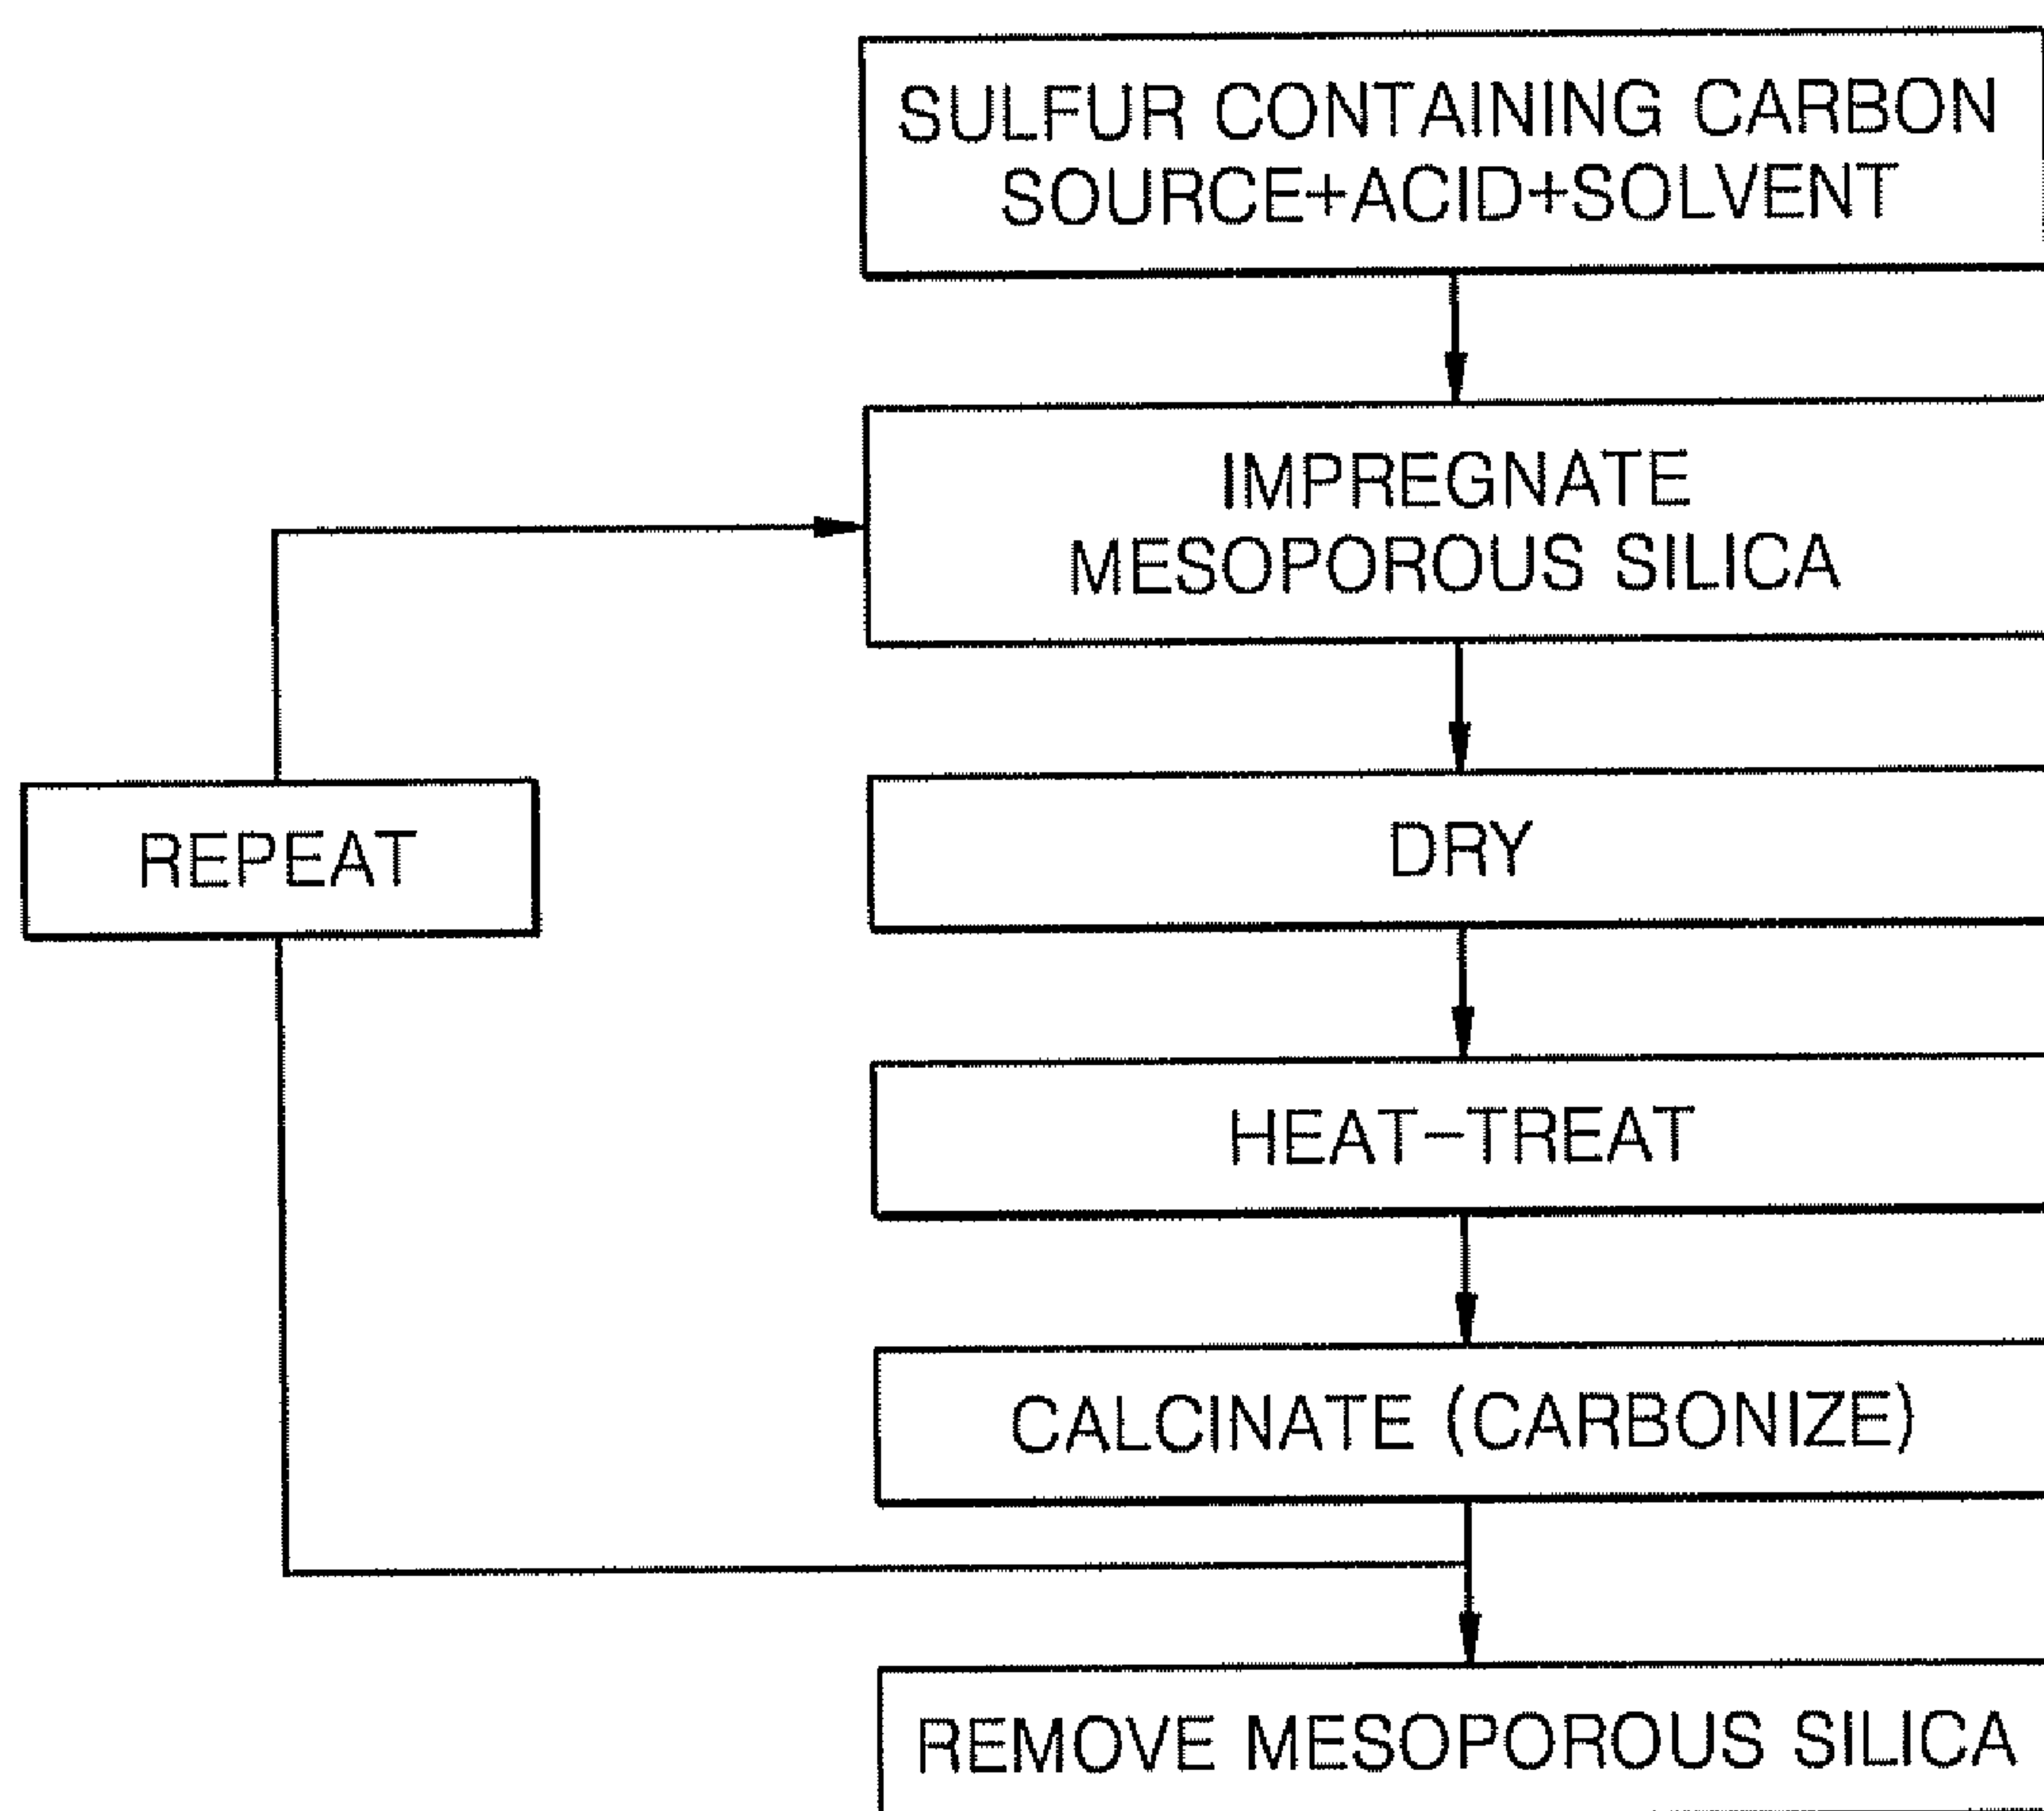 SULFUR CONTAINING CARBON
SOURCE+ACID+SOLVENT
IMPREGNATE
MESOPOROUS SILICA
REPEAT
DRY
HEAT-TREAT
CALCINATE (CARBONIZE)
REMOVE MESOPOROUS SILICA